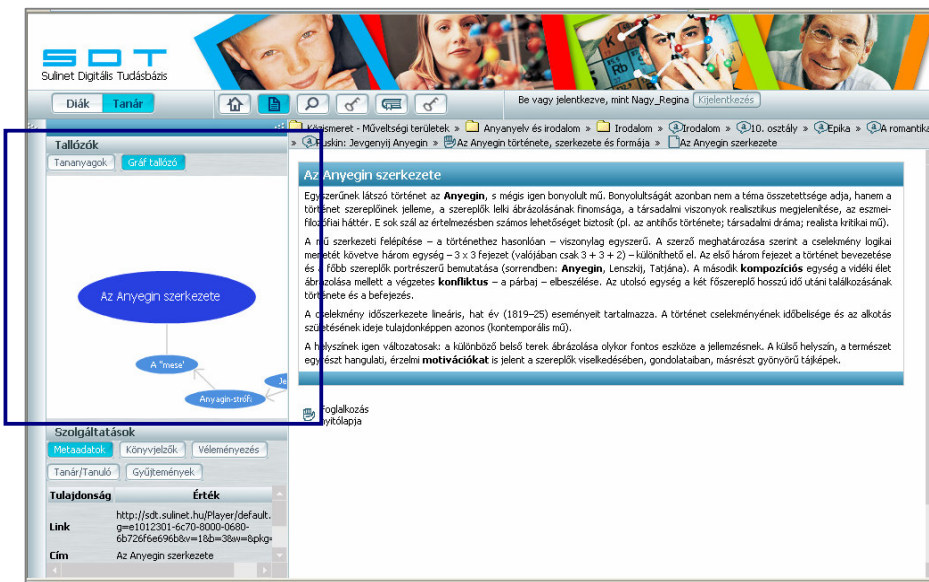 SDT
Sulinet Digitális Tudásbázis
Diák Tanár
Be vagy jelentkezve, mint Nagy_Regina Kijelentkezés
Közismeret - Műveltségi területek » Anyanyelv és irodalom » Irodalom » Irodalom » 10. osztály » Epika » A romantika
» Puskin: Jevgenyij Anyegin » Az Anyegin története, szerkezete és formája » Az Anyegin szerkezete
Tallózók
Tananyagok Gráf tallózó
Az Anyegin szerkezete
A "mese"
Je
Anyagin-strófa
Szolgáltatások
Metaadatok Könyvjelzők Véleményezés
Tanár/Tanuló Gyűjtemények
Tulajdonság Érték
Link
http://sdt.sulinet.hu/Player/default.
g=e1012301-6c70-8000-0680-
6b726f6e696b&v=1&b=3&w=&pkg=
Cím Az Anyegin szerkezete
Az Anyegin szerkezete
Egyszerűnek látszó történet az Anyegin, s mégis igen bonyolult mű. Bonyolultságát azonban nem a téma összetettsége adja, hanem a
történet szereplőinek jelleme, a szereplők lelki ábrázolásának finomsága, a társadalmi viszonyok realisztikus megjelenítése, az eszmei-
filozófiai háttér. E sok szál az értelmezésben számos lehetőséget biztosít (pl. az antihős története; társadalmi dráma; realista kritikai mű).
A mű szerkezeti felépítése – a történethez hasonlóan – viszonylag egyszerű. A szerző meghatározása szerint a cselekmény logikai
menetét követve három egység – 3 x 3 fejezet (valójában csak 3 + 3 + 2) – különíthető el. Az első három fejezet a történet bevezetése
és a főbb szereplők portrészerű bemutatása (sorrendben: Anyegin, Lenszkij, Tatjána). A második kompozíciós egység a vidéki élet
ábrázolása mellett a végzetes konfliktus – a párbaj – elbeszélése. Az utolsó egység a két főszereplő hosszú idő utáni találkozásának
története és a befejezés.
A cselekmény időszerkezete lineáris, hat év (1819–25) eseményeit tartalmazza. A történet cselekményének időbelisége és az alkotás
születésének ideje tulajdonképpen azonos (kontemporális mű).
A helyszínek igen változatosak: a különböző belső terek ábrázolása olykor fontos eszköze a jellemzésnek. A külső helyszín, a természet
egyrészt hangulati, érzelmi motivációkat is jelent a szereplők viselkedésében, gondolataiban, másrészt gyönyörű tájképek.
Foglalkozás
nyitólapja